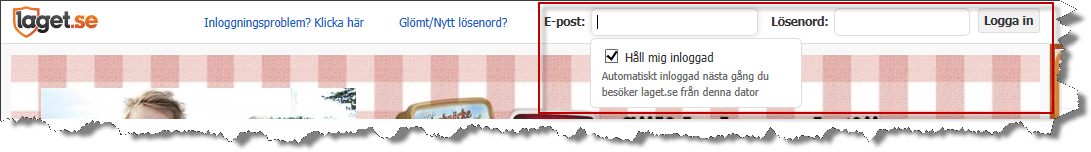 laget.se Inloggningsproblem? Klicka här Glömt/Nytt lösenord? E-post: Lösenord: Logga in
Håll mig inloggad
Automatiskt inloggad nästa gång du
besöker laget.se från denna dator